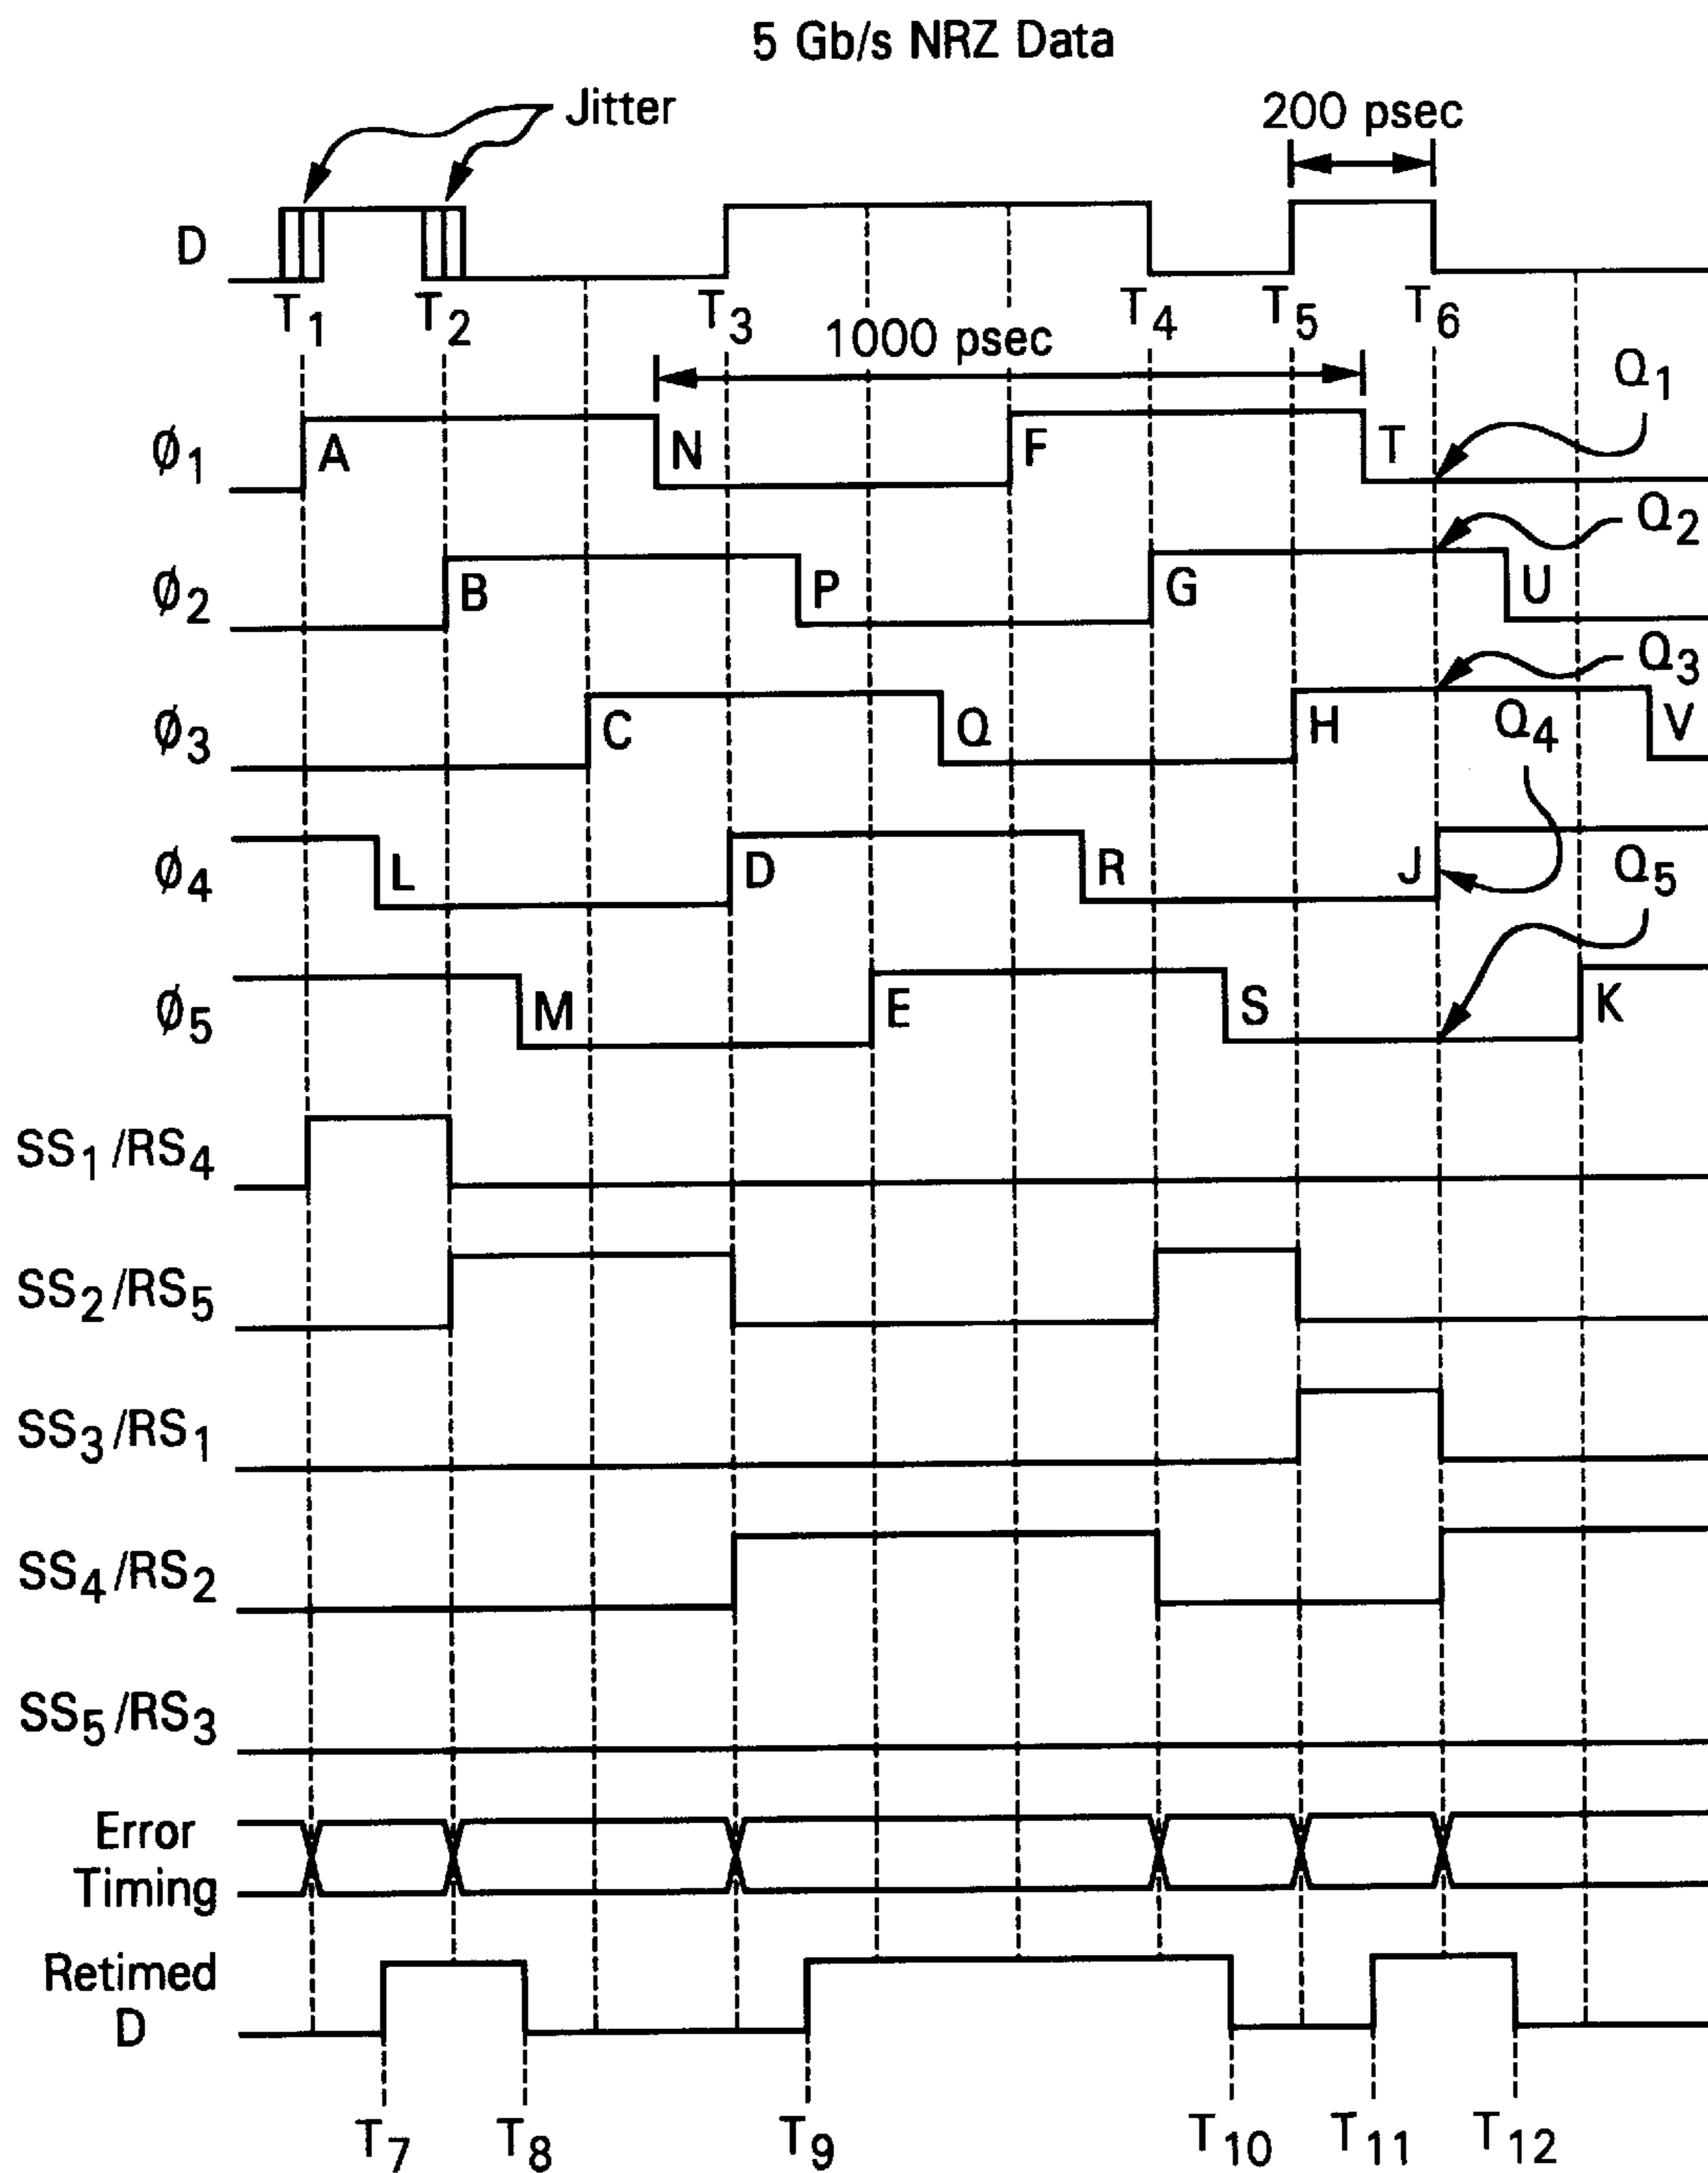 5 Gb/s NRZ Data
Jitter
200 psec
D
T1 T2 T3 T4 T5 T6
1000 psec
Q1
Ø1 A N F T
Q2
Ø2 B P G U
Q3
Ø3 C Q H V
Q4
Ø4 L D R J
Q5
Ø5 M E S K
SS1/RS4
SS2/RS5
SS3/RS1
SS4/RS2
SS5/RS3
Error
Timing
Retimed
D
T7 T8 T9 T10 T11 T12